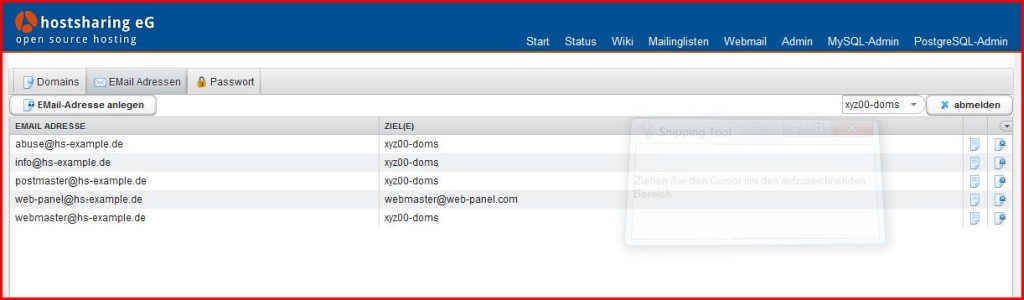 hostsharing eG
open source hosting
Start Status Wiki Mailinglisten Webmail Admin MySQL-Admin PostgreSQL-Admin
Domains EMail Adressen Passwort
EMail-Adresse anlegen xyz00-doms abmelden
EMAIL ADRESSE ZIEL(E)
abuse@hs-example.de xyz00-doms
info@hs-example.de xyz00-doms
postmaster@hs-example.de xyz00-doms
web-panel@hs-example.de webmaster@web-panel.com
webmaster@hs-example.de xyz00-doms
Snipping Tool
Ziehen Sie den Cursor um den aufzuzeichnenden
Bereich